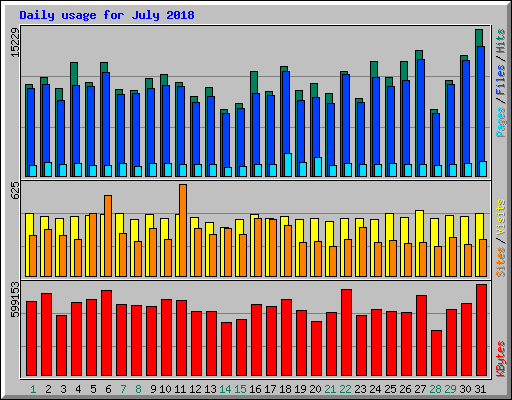 Daily usage for July 2018
15229
Pages / Files / Hits
625
Sites / Visits
599153
KBytes
1 2 3 4 5 6 7 8 9 10 11 12 13 14 15 16 17 18 19 20 21 22 23 24 25 26 27 28 29 30 31